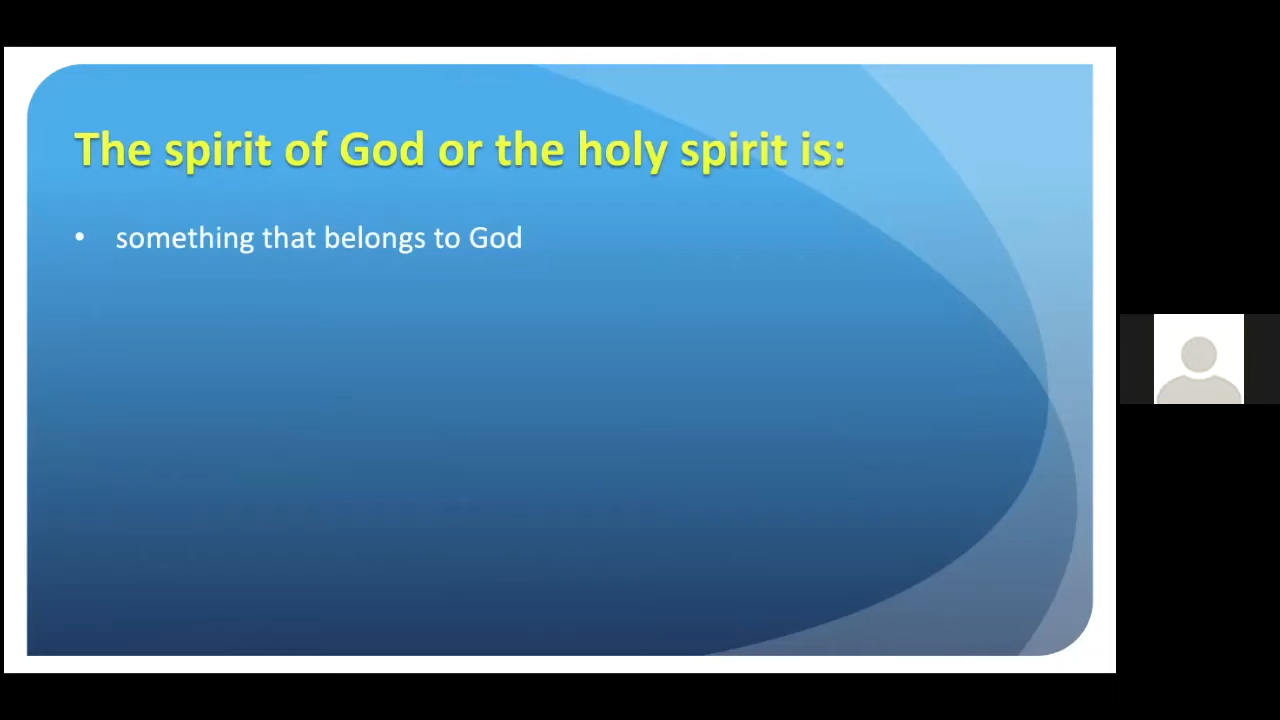 The spirit of God or the holy spirit is:
• something that belongs to God